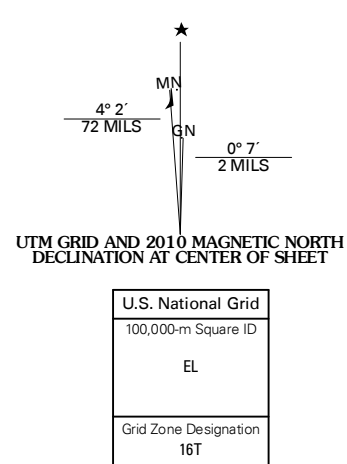 ★
MN
4° 2´
72 MILS
GN
0° 7´
2 MILS
UTM GRID AND 2010 MAGNETIC NORTH
DECLINATION AT CENTER OF SHEET
U.S. National Grid
100,000-m Square ID
EL
Grid Zone Designation
16T